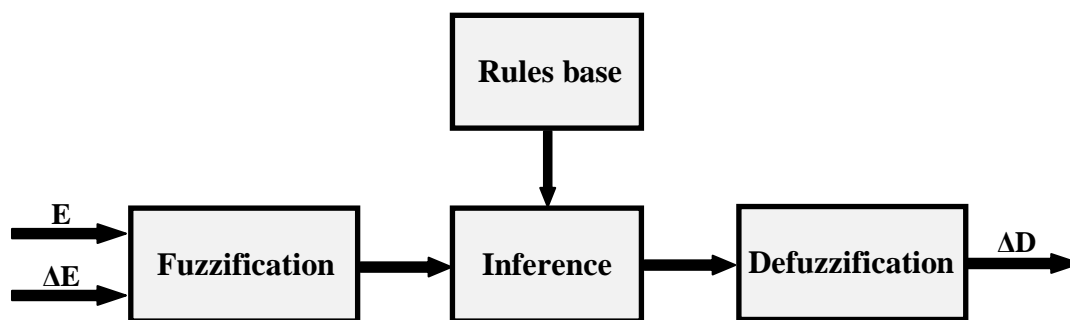 Rules base
E
ΔE
Fuzzification
Inference
Defuzzification
ΔD